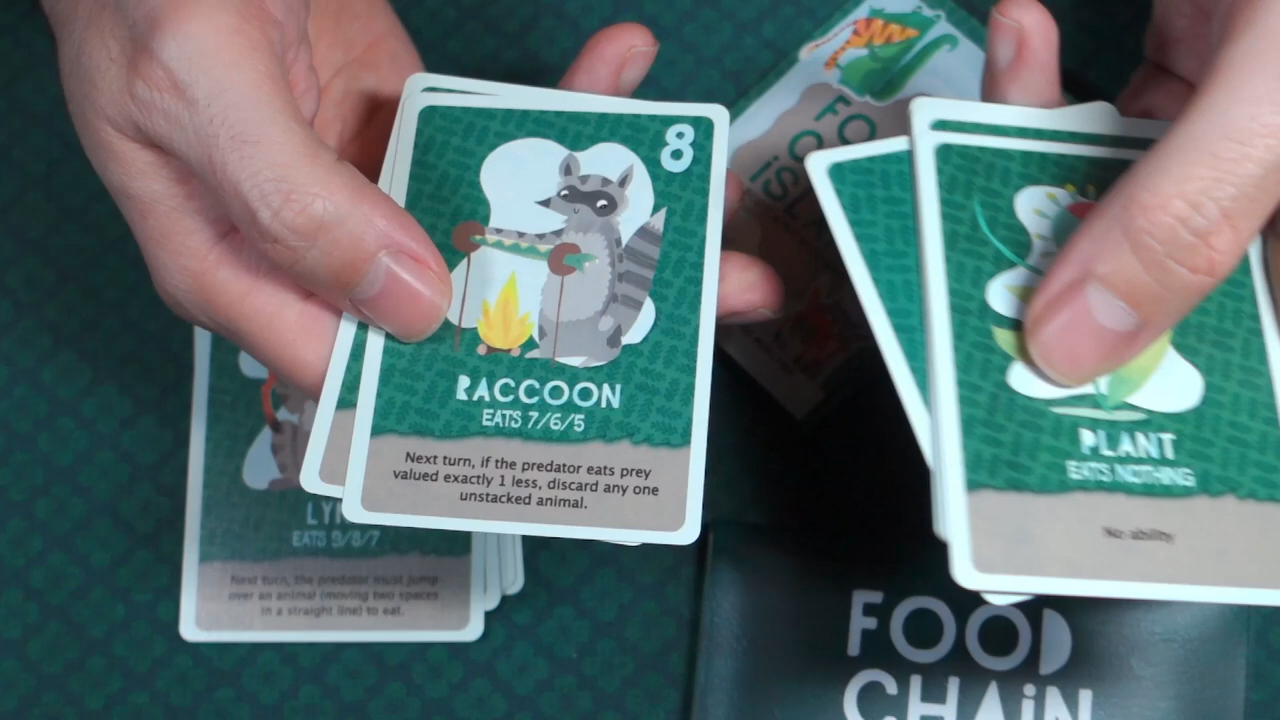 8
RACCOON
EATS 7/6/5
Next turn, if the predator eats prey
valued exactly 1 less, discard any one
unstacked animal.
EATS 9/8/7
Next turn, the predator must jump
over an animal (moving two spaces
in a straight line) to eat.
PLANT
EATS NOTHING
No ability
FOOD
CHAiN